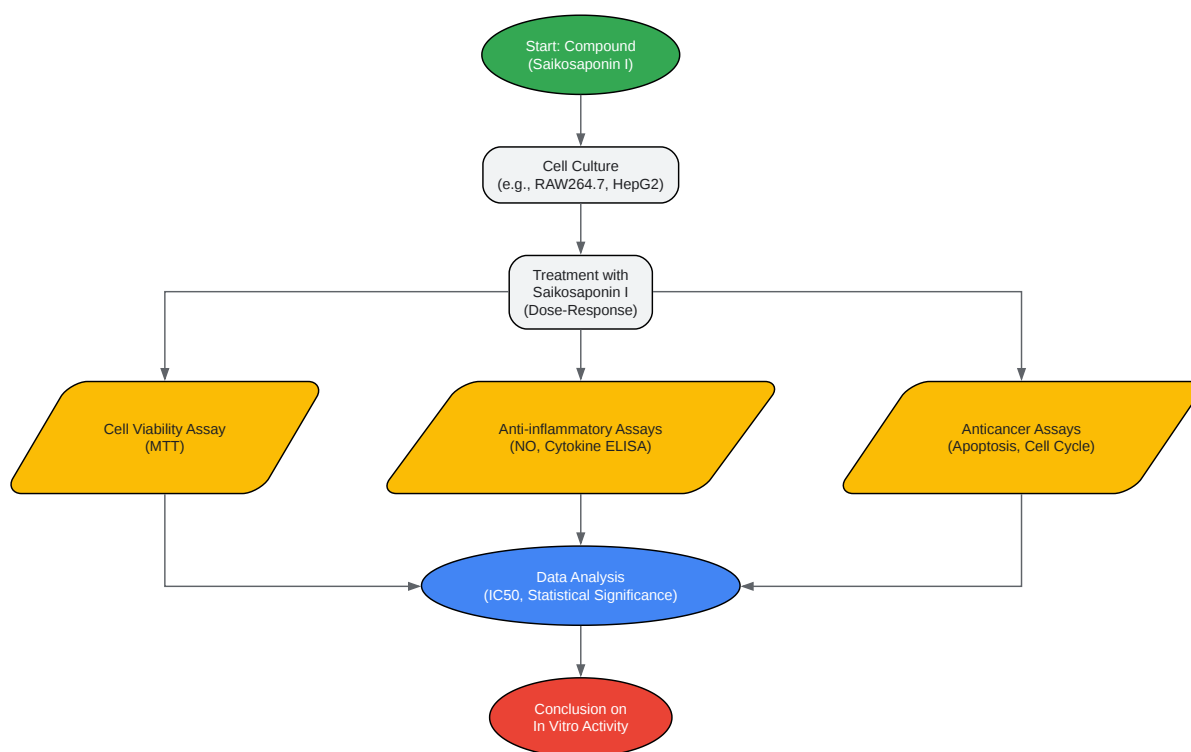 Start: Compound
(Saikosaponin I)
Cell Culture
(e.g., RAW264.7, HepG2)
Treatment with
Saikosaponin I
(Dose-Response)
Cell Viability Assay
(MTT)
Anti-inflammatory Assays
(NO, Cytokine ELISA)
Anticancer Assays
(Apoptosis, Cell Cycle)
Data Analysis
(IC50, Statistical Significance)
Conclusion on
In Vitro Activity